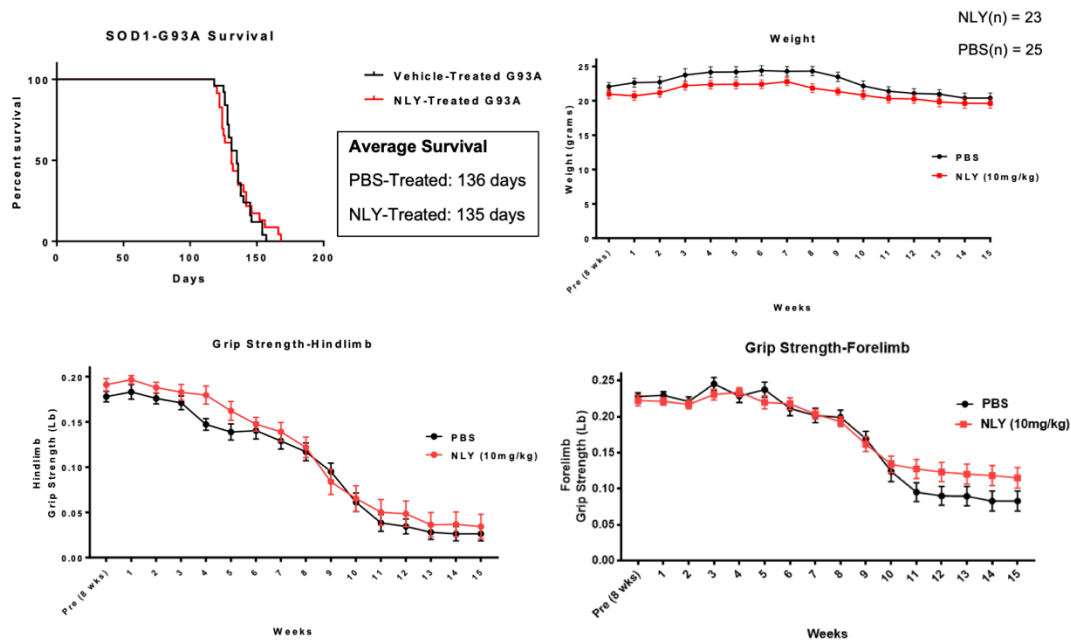 SOD1-G93A Survival
Percent survival
100
50
0
0 50 100 150 200
Days
Vehicle-Treated G93A
NLY-Treated G93A
Average Survival
PBS-Treated: 136 days
NLY-Treated: 135 days
NLY(n) = 23
PBS(n) = 25
Weight
Weight (grams)
25
20
15
10
5
0
PBS
NLY (10mg/kg)
Pre (8 wks) 1 2 3 4 5 6 7 8 9 10 11 12 13 14 15
Weeks
Grip Strength-Hindlimb
Hindlimb
Grip Strength (Lb)
0.20
0.15
0.10
0.05
0.00
PBS
NLY (10mg/kg)
Pre (8 wks) 1 2 3 4 5 6 7 8 9 10 11 12 13 14 15
Weeks
Grip Strength-Forelimb
Forelimb
Grip Strength (Lb)
0.25
0.20
0.15
0.10
0.05
0.00
PBS
NLY (10mg/kg)
Pre (8 wks) 1 2 3 4 5 6 7 8 9 10 11 12 13 14 15
Weeks